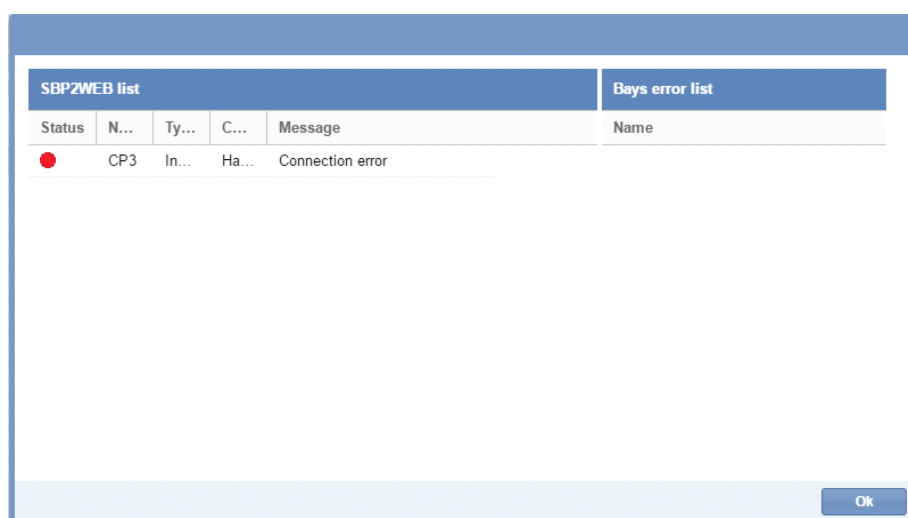 SBP2WEB list
Bays error list
Status N... Ty... C... Message
Name
CP3 In... Ha... Connection error
Ok